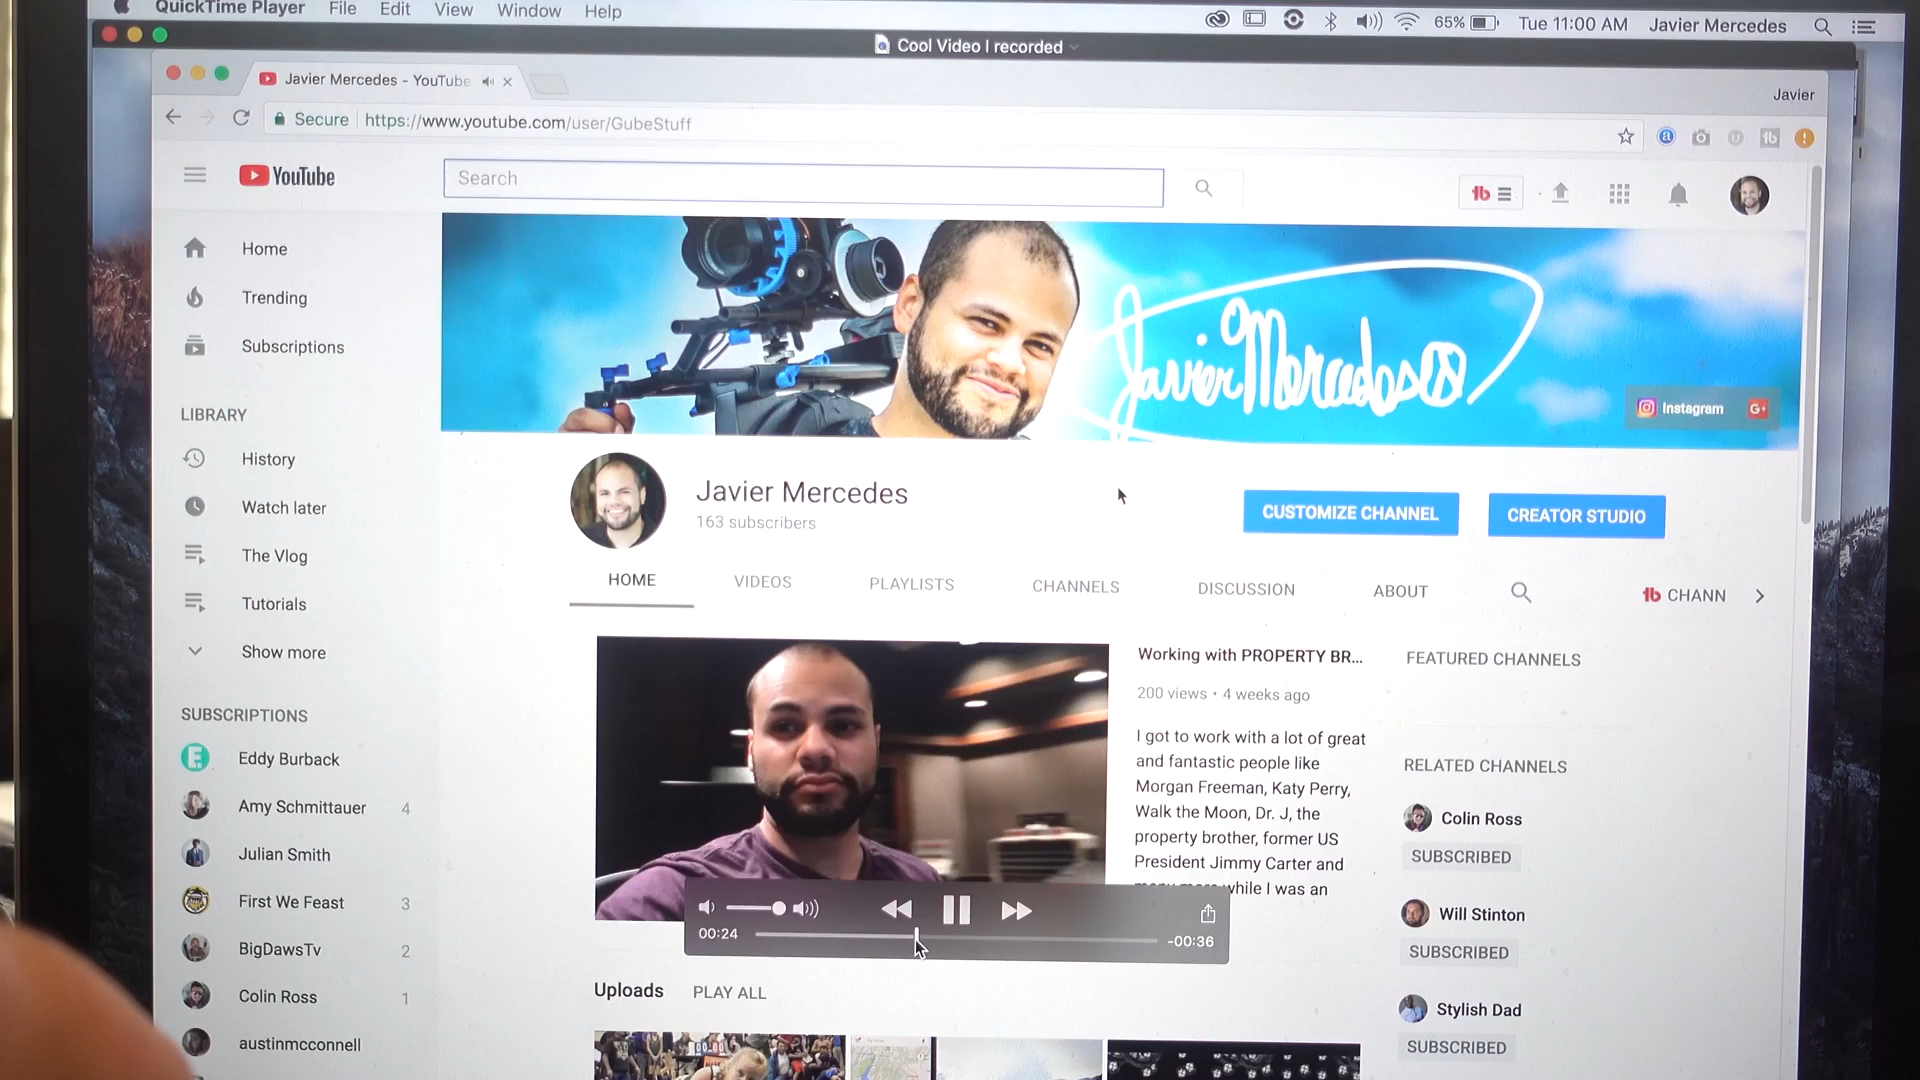 QuickTime Player File Edit View Window Help
65% Tue 11:00 AM Javier Mercedes
Cool Video I recorded
Javier Mercedes - YouTube
Javier
Secure https://www.youtube.com/user/GubeStuff
YouTube
Search
Home
Trending
Subscriptions
LIBRARY
History
Watch later
The Vlog
Tutorials
Show more
SUBSCRIPTIONS
Eddy Burback
Amy Schmittauer 4
Julian Smith
First We Feast 3
BigDawsTv 2
Colin Ross 1
austinmcconnell
Javier Mercedes
Instagram G+
Javier Mercedes
163 subscribers
CUSTOMIZE CHANNEL
CREATOR STUDIO
HOME VIDEOS PLAYLISTS CHANNELS DISCUSSION ABOUT CHANN
Working with PROPERTY BR...
200 views • 4 weeks ago
I got to work with a lot of great
and fantastic people like
Morgan Freeman, Katy Perry,
Walk the Moon, Dr. J, the
property brother, former US
President Jimmy Carter and
many more while I was an
00:24 -00:36
Uploads PLAY ALL
FEATURED CHANNELS
RELATED CHANNELS
Colin Ross
SUBSCRIBED
Will Stinton
SUBSCRIBED
Stylish Dad
SUBSCRIBED